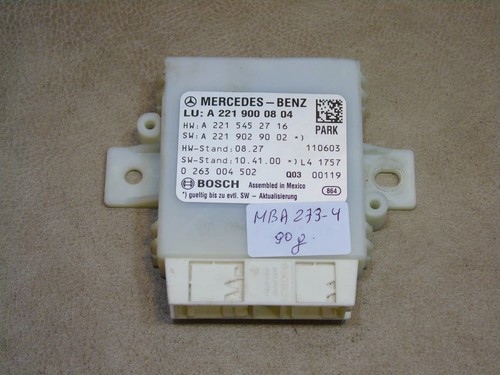 MERCEDES-BENZ
LU: A 221 900 08 04
HW: A 221 545 27 16 PARK
SW: A 221 902 90 02 *)
HW-Stand: 08.27 110603
SW-Stand: 10.41.00 *) L4 1757
0 263 004 502 Q03 00119
BOSCH Assembled in Mexico 864
*) gueltig bis zu evtl. SW - Aktualisierung
MBA 273-4
90 g.